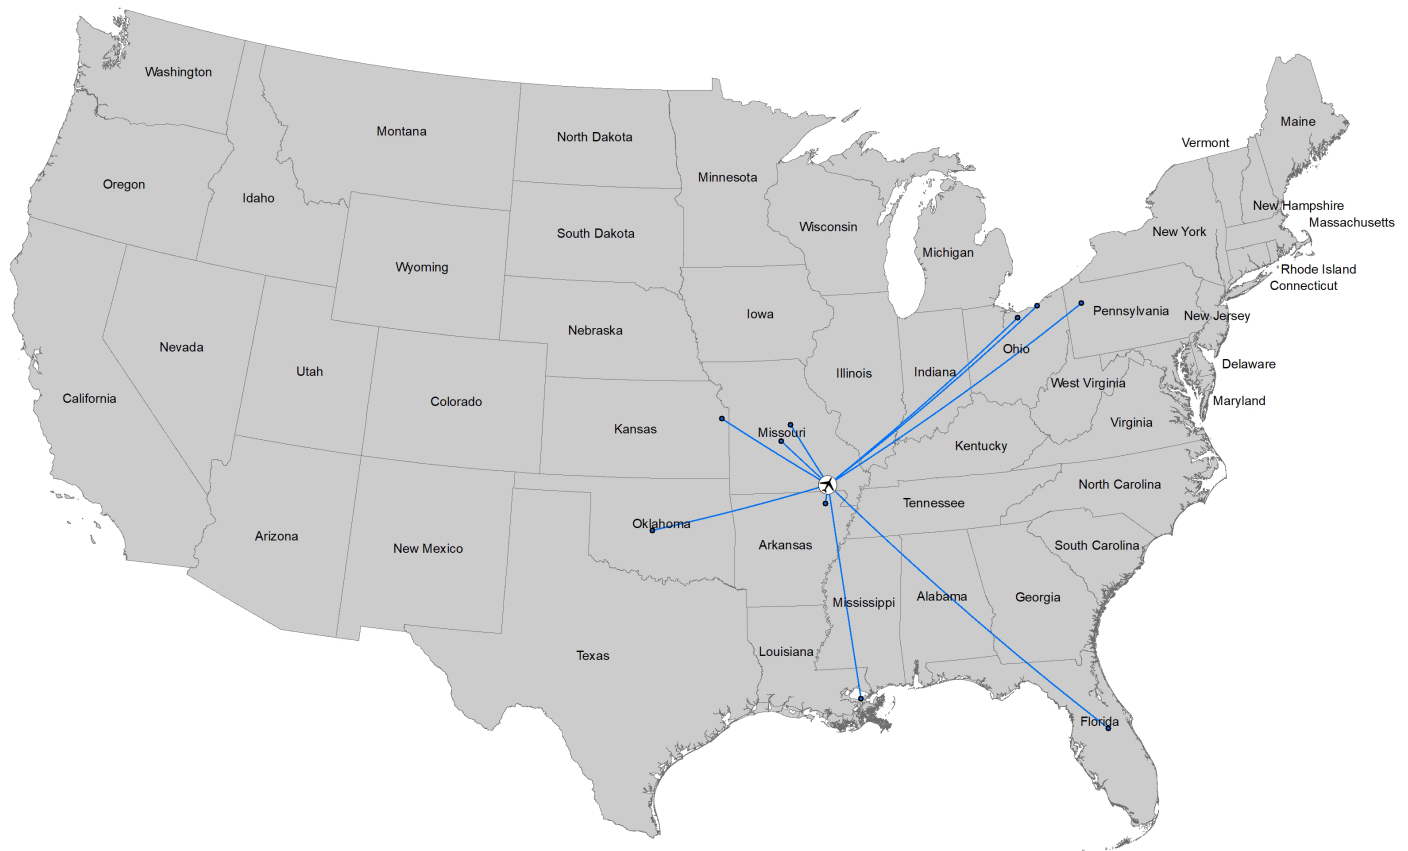 Washington
Montana
North Dakota
Minnesota
Maine
Vermont
Oregon
Idaho
South Dakota
Wisconsin
Michigan
New York
New Hampshire
Massachusetts
Wyoming
Rhode Island
Connecticut
Nebraska
Iowa
Pennsylvania
New Jersey
Nevada
Utah
Illinois
Indiana
Ohio
Delaware
California
Colorado
West Virginia
Maryland
Kansas
Missouri
Kentucky
Virginia
Oklahoma
Tennessee
North Carolina
Arizona
New Mexico
Arkansas
South Carolina
Mississippi
Alabama
Georgia
Texas
Louisiana
Florida